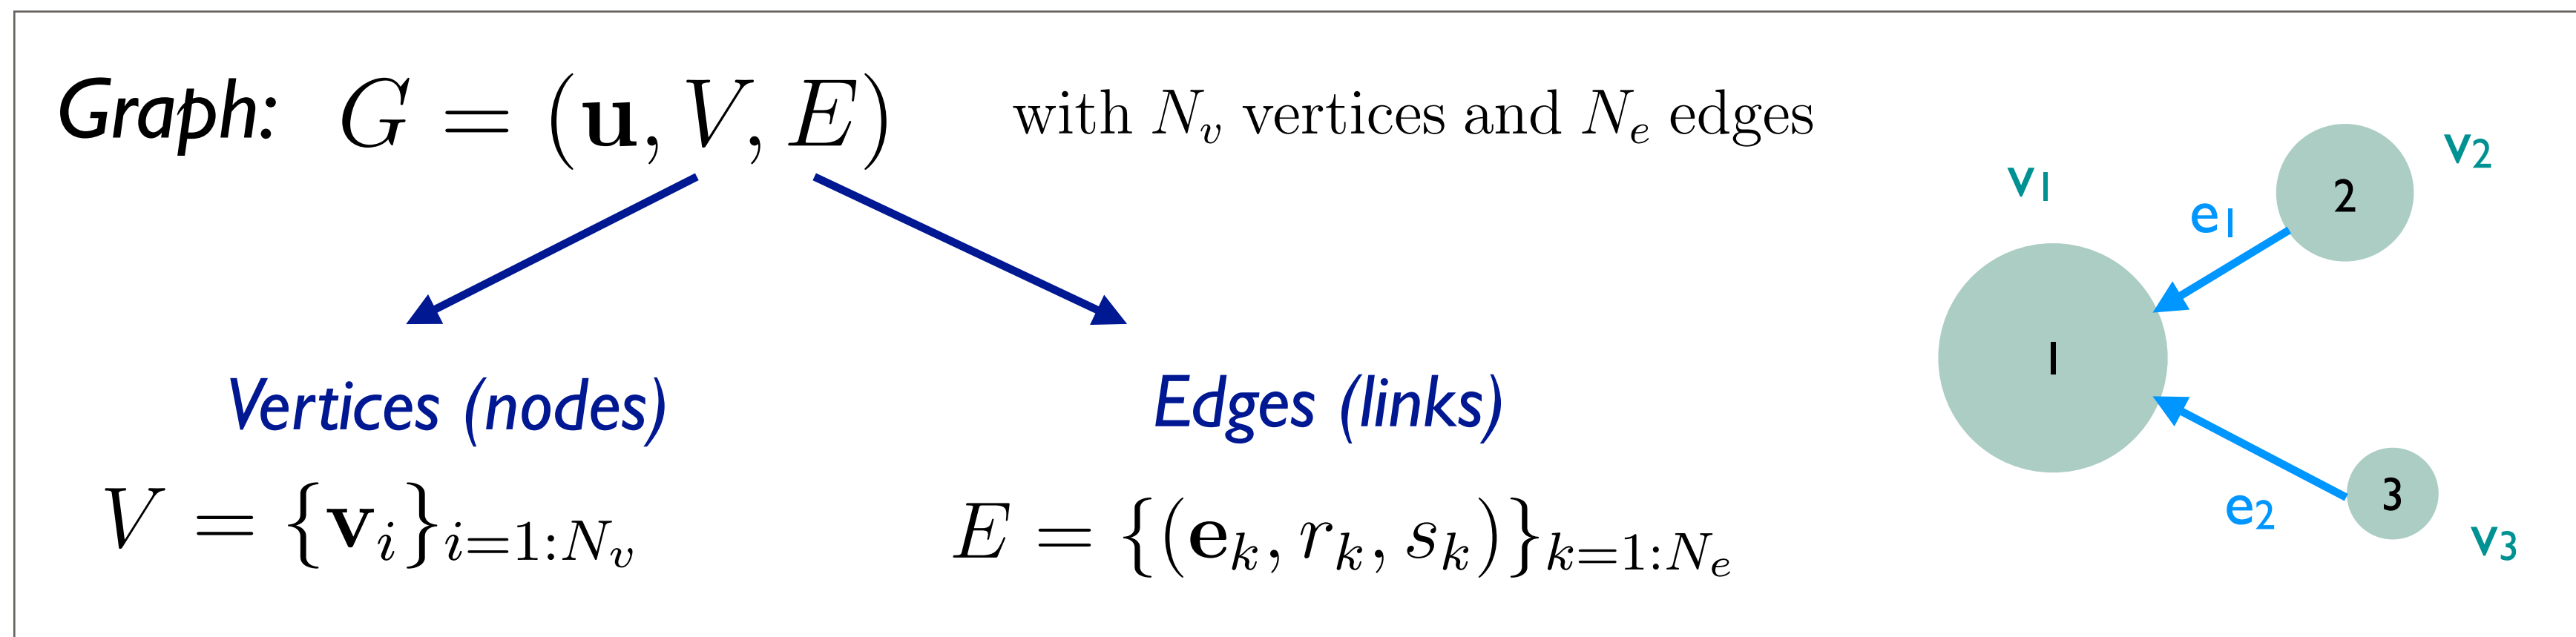 Graph: G = (u, V, E) with N_v vertices and N_e edges
Vertices (nodes)
V = {v_i}_{i=1:N_v}
Edges (links)
E = {(e_k, r_k, s_k)}_{k=1:N_e}
v1
v2
e1
2
1
e2
3
v3